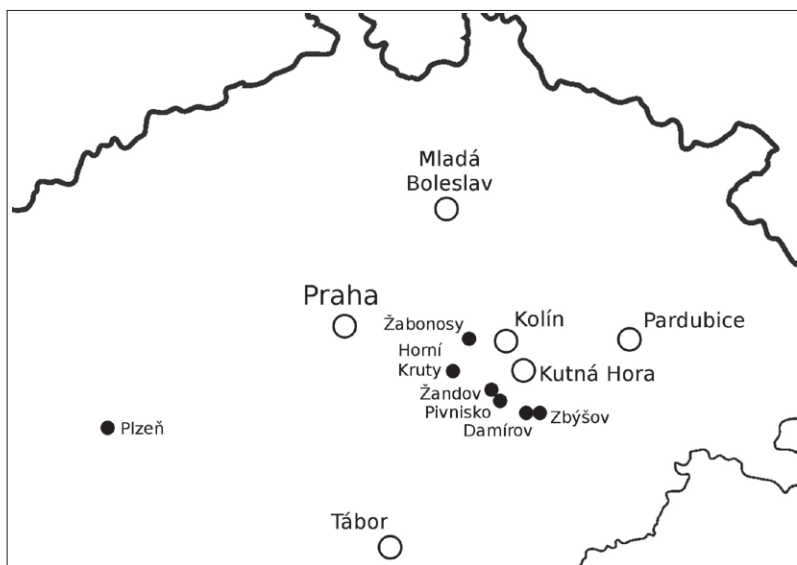 Mladá
Boleslav
Praha
Žabonosy
Kolín
Pardubice
Horní
Kruty
Kutná Hora
Žandov
Pivnisko
Damírov
Zbýšov
Plzeň
Tábor